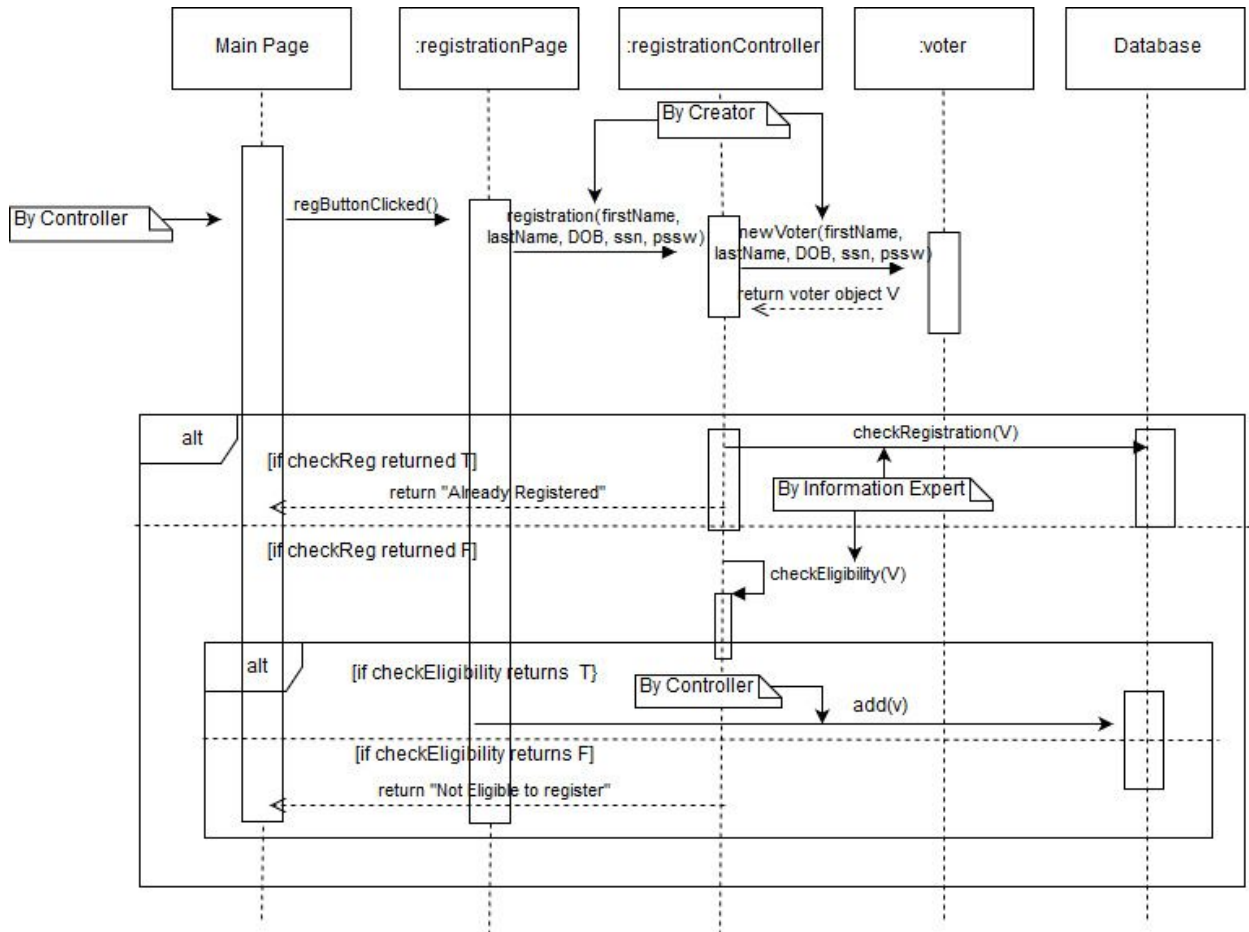 Main Page
:registrationPage
:registrationController
:voter
Database
By Creator
By Controller
regButtonClicked()
registration(firstName,
lastName, DOB, ssn, pssw)
newVoter(firstName,
lastName, DOB, ssn, pssw)
return voter object V
alt
checkRegistration(V)
[if checkReg returned T]
return "Already Registered"
By Information Expert
[if checkReg returned F]
checkEligibility(V)
alt
[if checkEligibility returns T}
By Controller
add(v)
[if checkEligibility returns F]
return "Not Eligible to register"